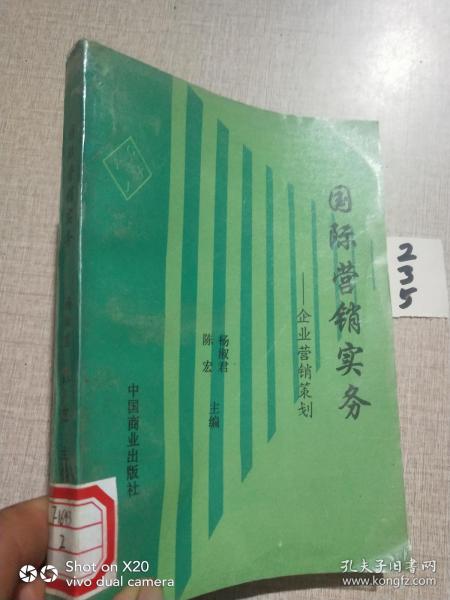 国际营销实务
——企业营销策划
杨淑君
陈宏 主编
中国商业出版社
235
2
Shot on X20
vivo dual camera
孔夫子旧书网
www.kongfz.com